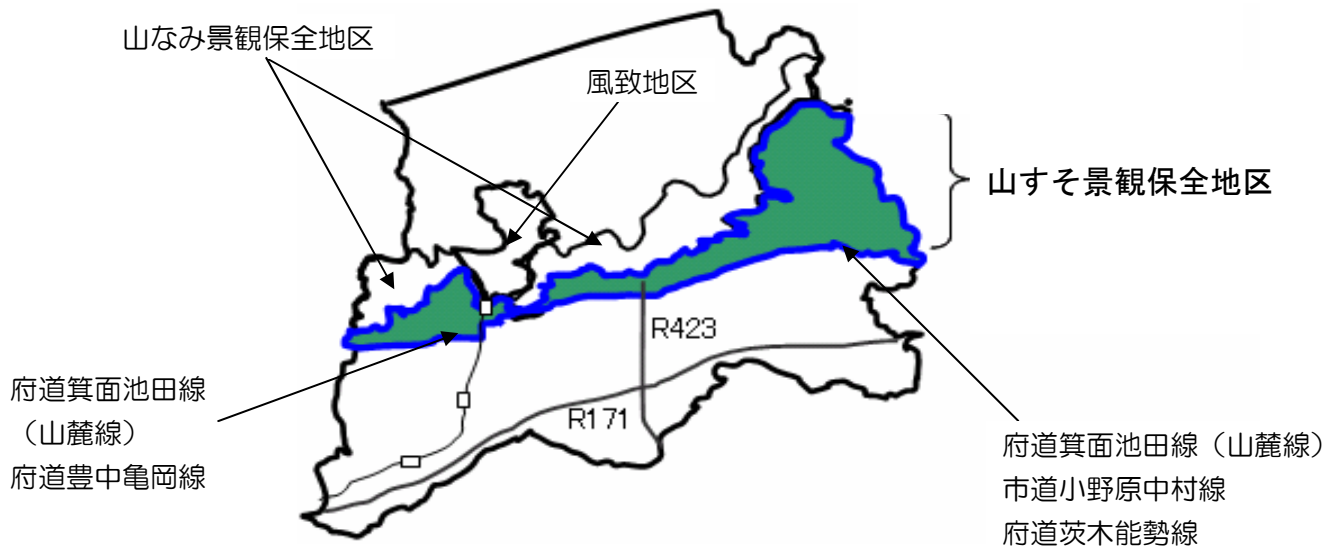 山なみ景観保全地区
風致地区
山すそ景観保全地区
R423
R171
府道箕面池田線
（山麓線）
府道豊中亀岡線
府道箕面池田線（山麓線）
市道小野原中村線
府道茨木能勢線